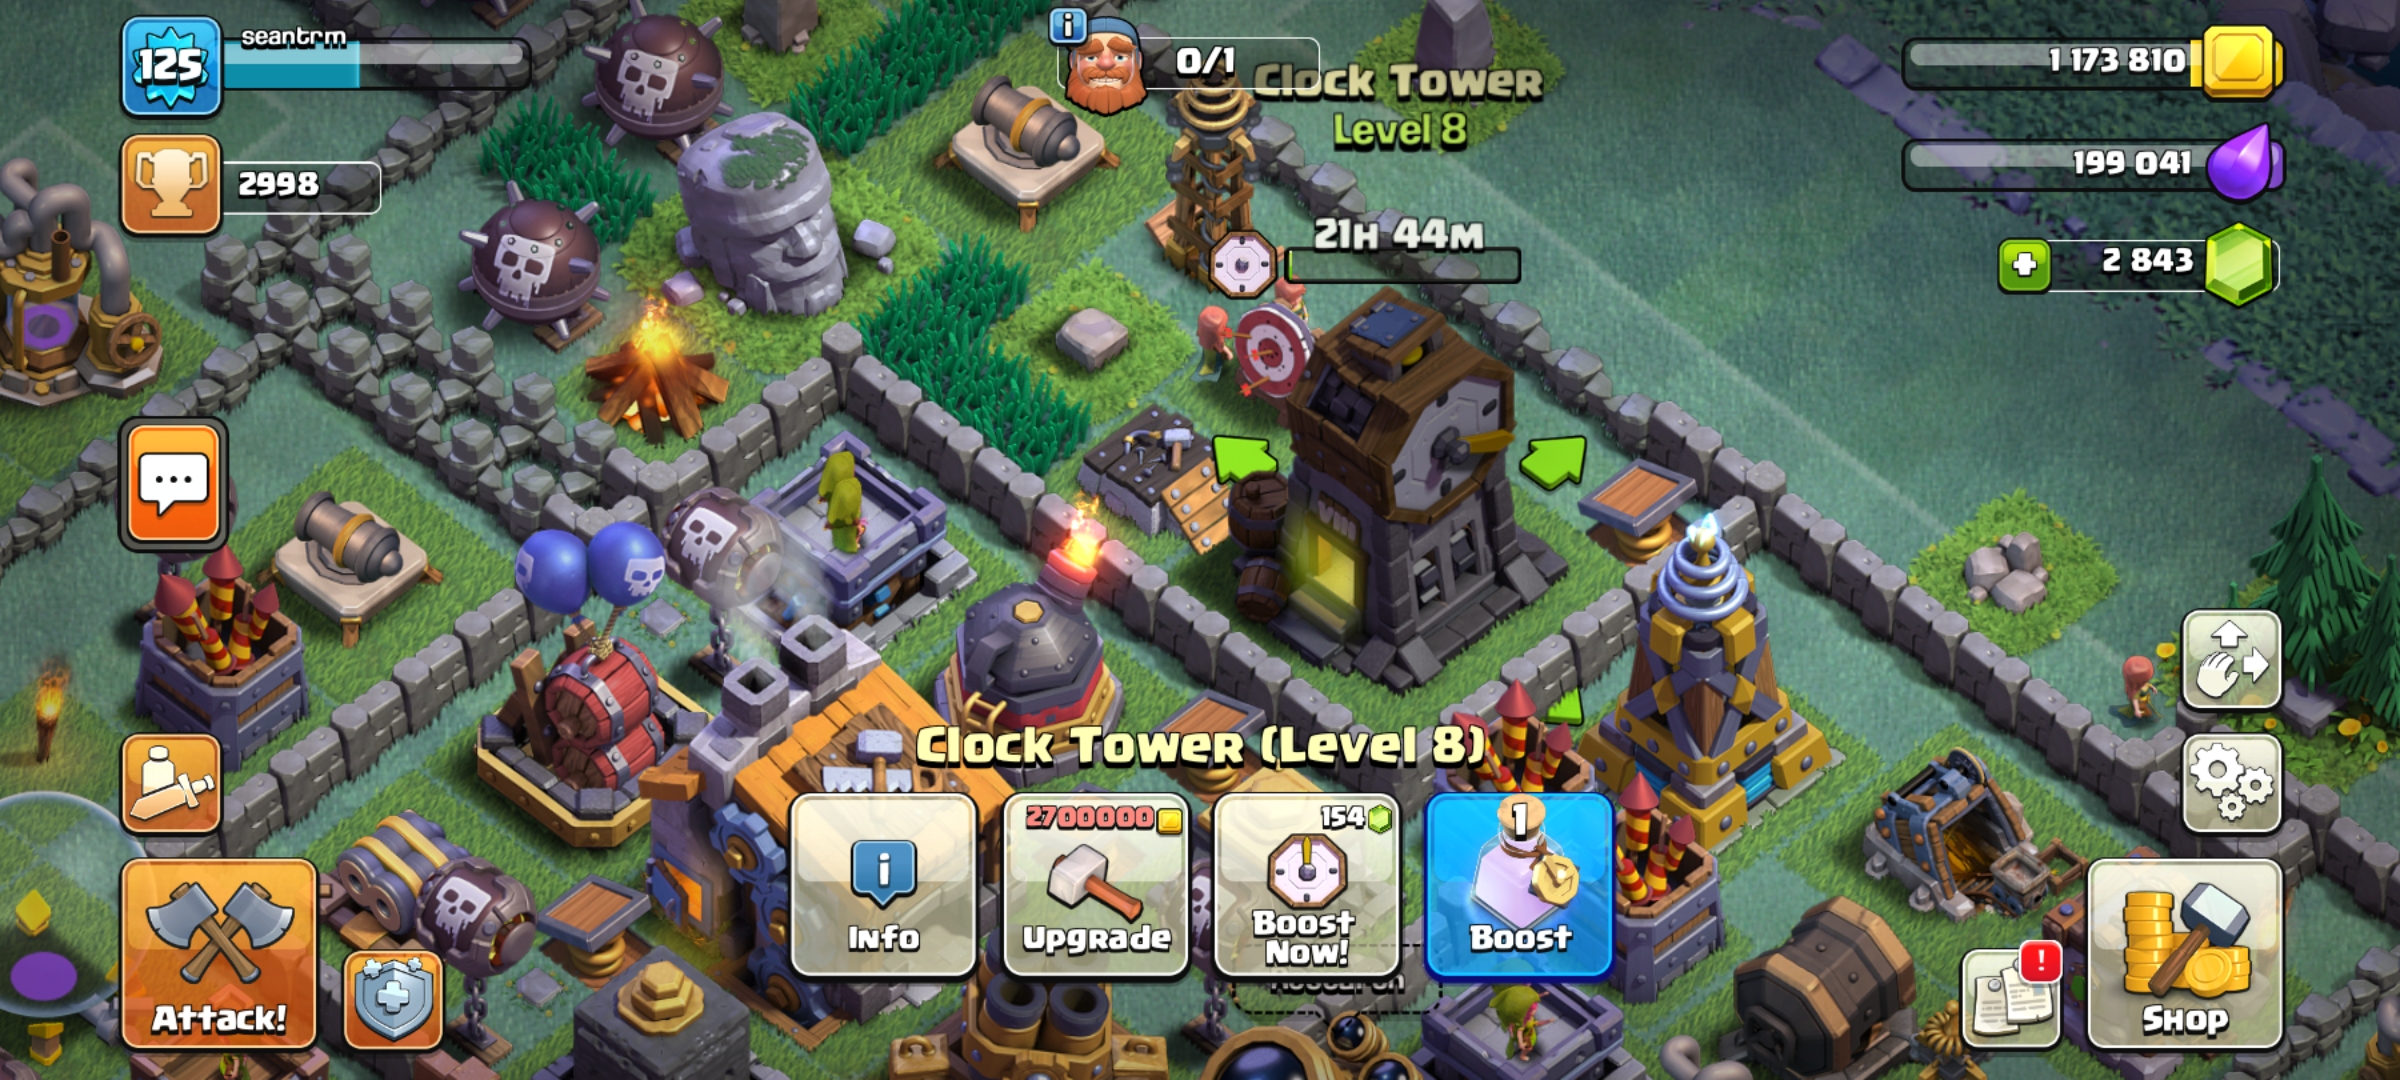 125
seantrm
0/1
Clock Tower
Level 8
1 173 810
2998
199 041
21H 44M
2 843
VIII
Clock Tower (Level 8)
Info
2700000
Upgrade
154
Boost
Now!
1
Boost
Attack!
!
Shop